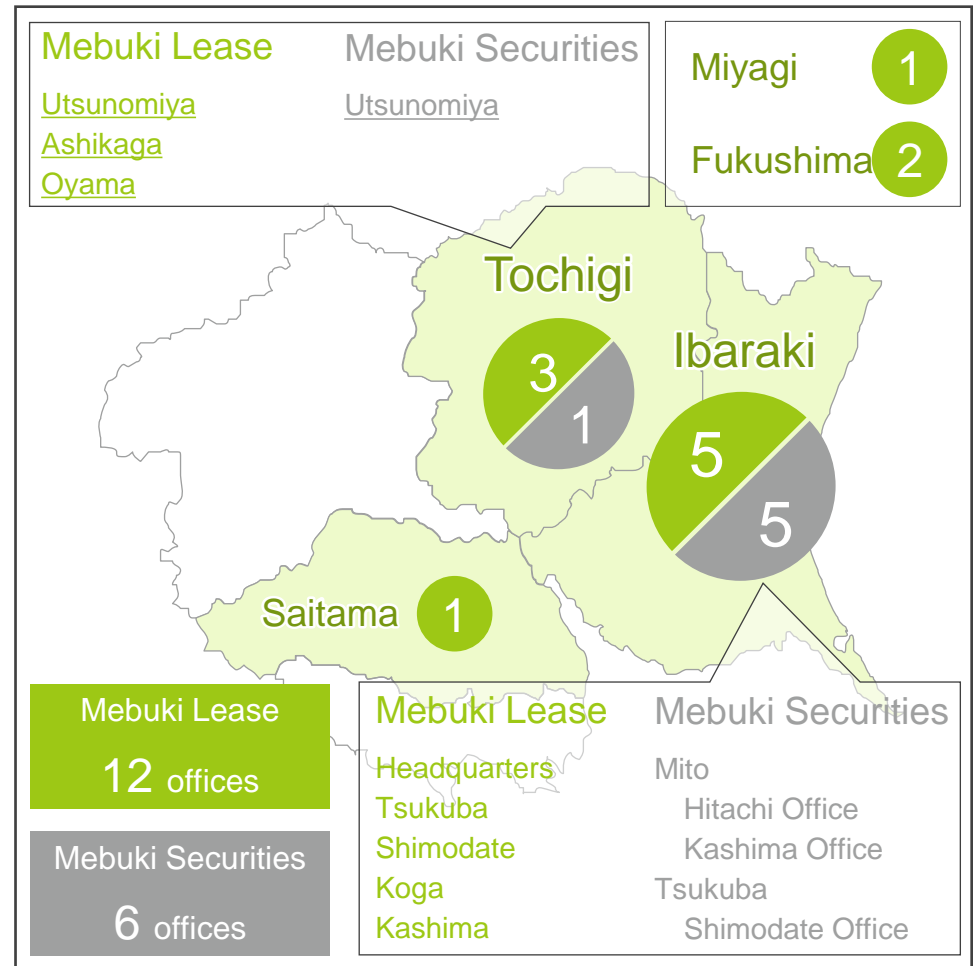 Mebuki Lease
Utsunomiya
Ashikaga
Oyama
Mebuki Securities
Utsunomiya
Miyagi 1
Fukushima 2
Tochigi
3
1
Ibaraki
5
5
Saitama 1
Mebuki Lease
12 offices
Mebuki Securities
6 offices
Mebuki Lease
Headquarters
Tsukuba
Shimodate
Koga
Kashima
Mebuki Securities
Mito
Hitachi Office
Kashima Office
Tsukuba
Shimodate Office